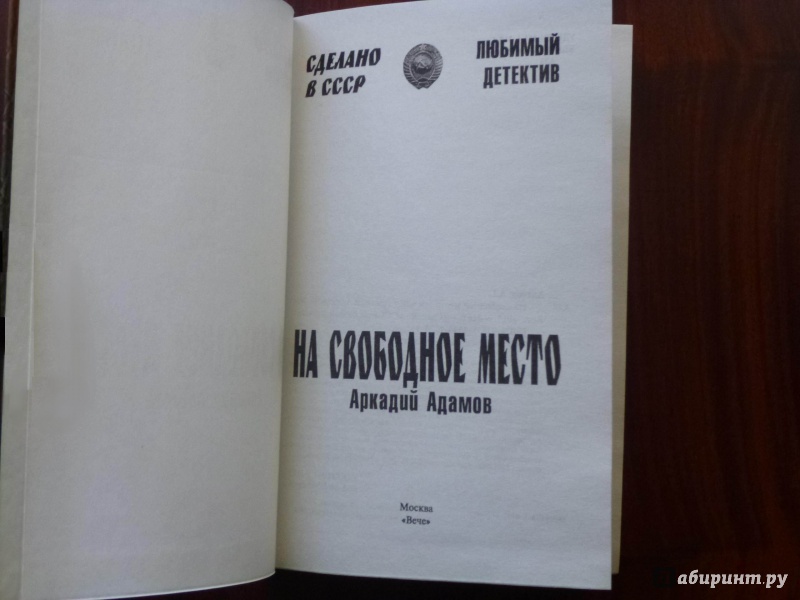 СДЕЛАНО
В СССР
ЛЮБИМЫЙ
ДЕТЕКТИВ
НА СВОБОДНОЕ МЕСТО
Аркадий Адамов
Москва
«Вече»
абиринт.ру